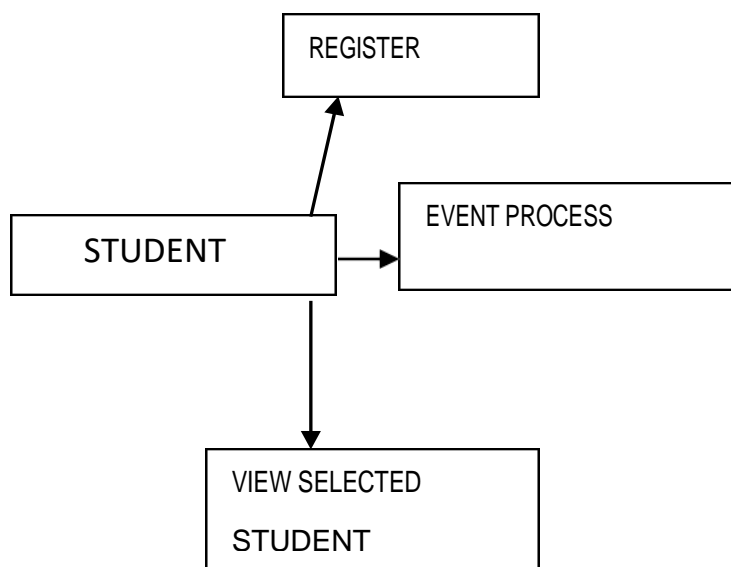 REGISTER
EVENT PROCESS
STUDENT
VIEW SELECTED
STUDENT